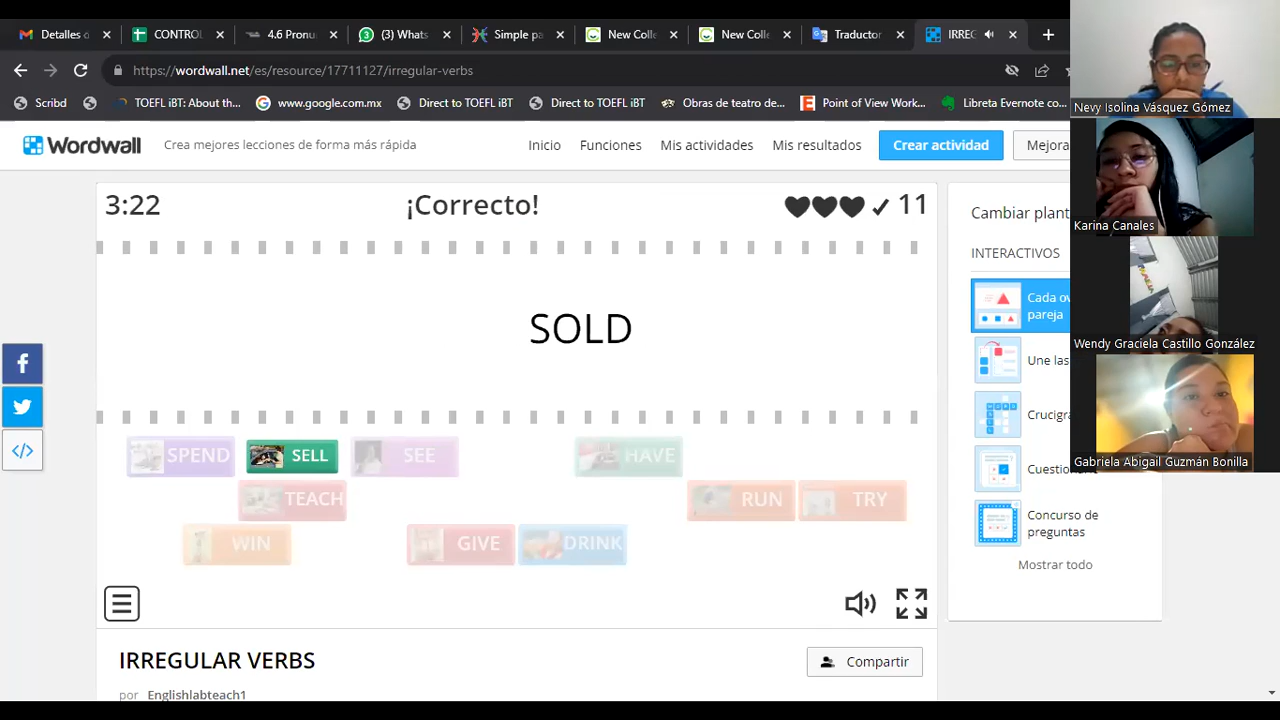 Detalles d
CONTROL
4.6 Pronu
(3) Whats
Simple pa
New Colle
New Colle
Traductor
IRREG
https://wordwall.net/es/resource/17711127/irregular-verbs
Scribd
TOEFL iBT: About th...
www.google.com.mx
Direct to TOEFL iBT
Direct to TOEFL iBT
Obras de teatro de...
Point of View Work...
Libreta Evernote co...
Wordwall
Crea mejores lecciones de forma más rápida
Inicio
Funciones
Mis actividades
Mis resultados
Crear actividad
Mejora
3:22
¡Correcto!
11
SOLD
SPEND
SELL
SEE
HAVE
TEACH
RUN
TRY
WIN
GIVE
DRINK
IRREGULAR VERBS
Compartir
por Englishlabteach1
Cambiar plant
INTERACTIVOS
Cada ov
pareja
Une las
Crucigra
Cuestionari
Concurso de
preguntas
Mostrar todo
Nevy Isolina Vásquez Gómez
Karina Canales
Wendy Graciela Castillo González
Gabriela Abigail Guzmán Bonilla